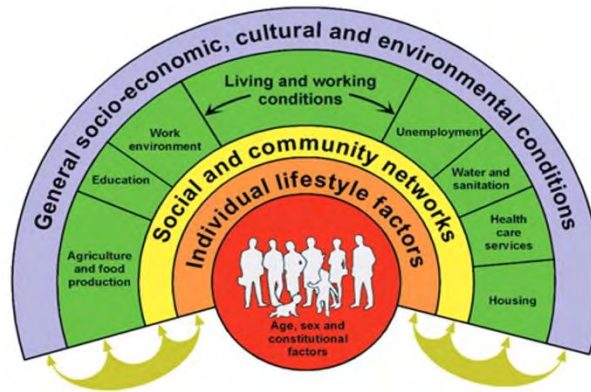 General socio-economic, cultural and environmental conditions
Living and working
conditions
Work
environment
Unemployment
Education
Water and
sanitation
Social and community networks
Individual lifestyle factors
Agriculture
and food
production
Health
care
services
Housing
Age, sex and
constitutional
factors